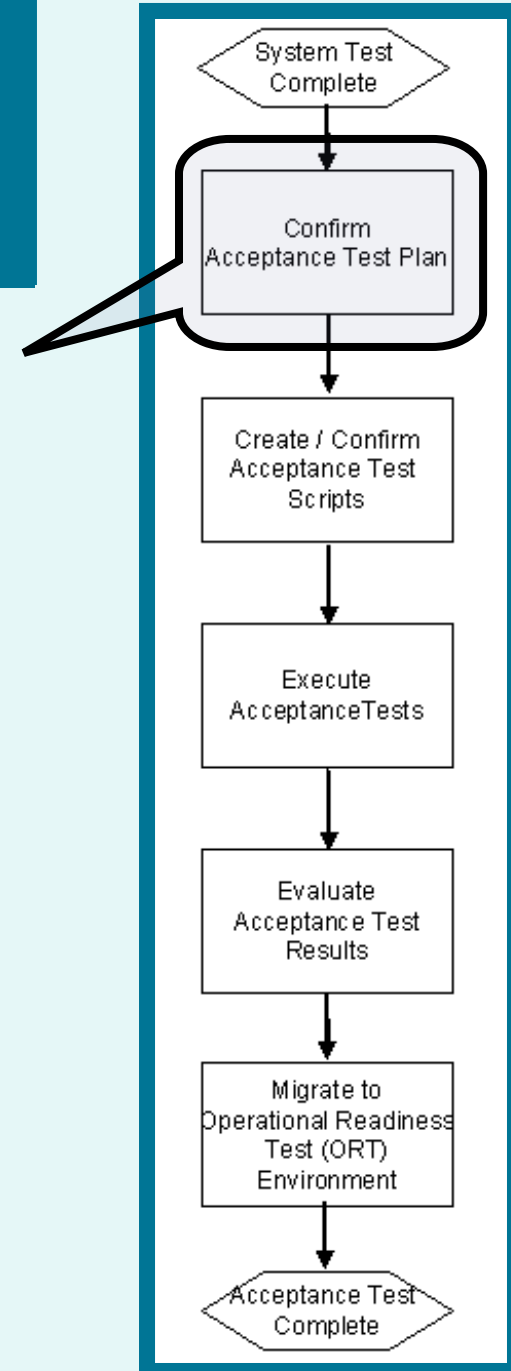 System Test
Complete
Confirm
Acceptance Test Plan
Create / Confirm
Acceptance Test
Scripts
Execute
AcceptanceTests
Evaluate
Acceptance Test
Results
Migrate to
Operational Readiness
Test (ORT)
Environment
Acceptance Test
Complete